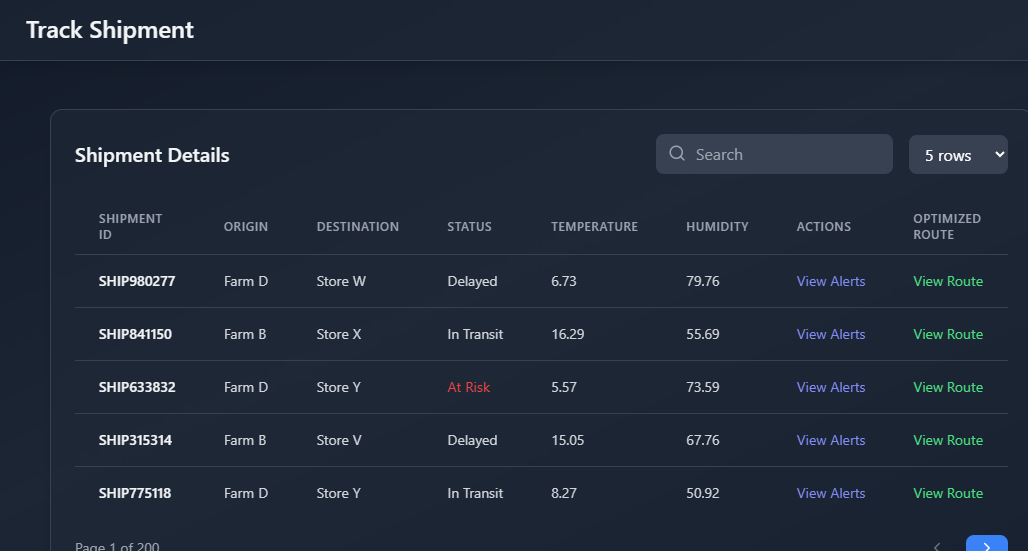 Track Shipment
Shipment Details
Search
5 rows
SHIPMENT ID ORIGIN DESTINATION STATUS TEMPERATURE HUMIDITY ACTIONS OPTIMIZED ROUTE
SHIP980277 Farm D Store W Delayed 6.73 79.76 View Alerts View Route
SHIP841150 Farm B Store X In Transit 16.29 55.69 View Alerts View Route
SHIP633832 Farm D Store Y At Risk 5.57 73.59 View Alerts View Route
SHIP315314 Farm B Store V Delayed 15.05 67.76 View Alerts View Route
SHIP775118 Farm D Store Y In Transit 8.27 50.92 View Alerts View Route
Page 1 of 200